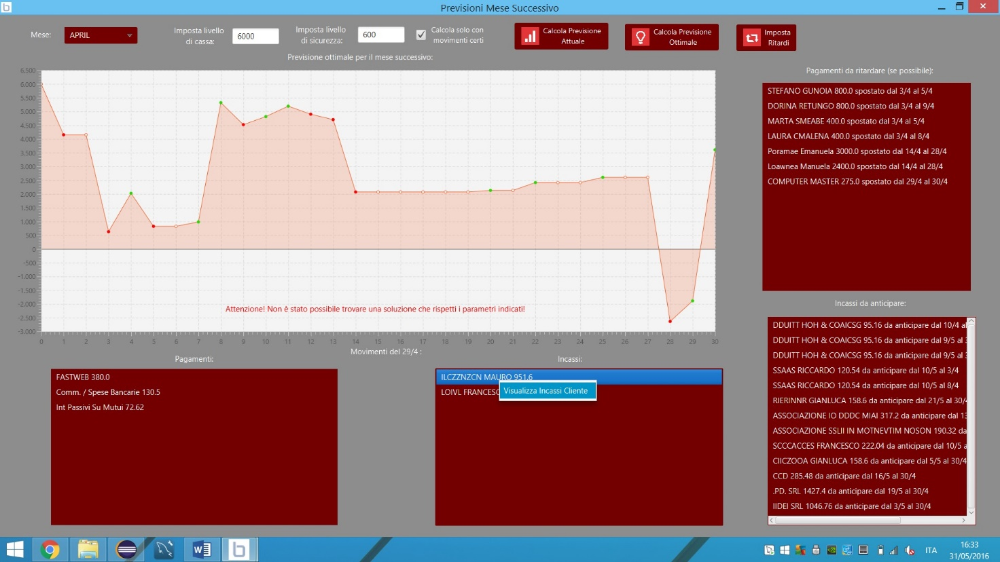 b
Previsioni Mese Successivo
Mese:
APRIL
Imposta livello
di cassa:
6000
Imposta livello
di sicurezza:
600
Calcola solo con
movimenti certi
Calcola Previsione
Attuale
Calcola Previsione
Ottimale
Imposta
Ritardi
Previsione ottimale per il mese successivo:
6.500
6.000
5.500
5.000
4.500
4.000
3.500
3.000
2.500
2.000
1.500
1.000
500
0
-500
-1.000
-1.500
-2.000
-2.500
-3.000
Attenzione! Non è stato possibile trovare una soluzione che rispetti i parametri indicati!
0 1 2 3 4 5 6 7 8 9 10 11 12 13 14 15 16 17 18 19 20 21 22 23 24 25 26 27 28 29 30
Pagamenti da ritardare (se possibile):
STEFANO GUNOIA 800.0 spostato dal 3/4 al 5/4
DORINA RETUNGO 800.0 spostato dal 3/4 al 9/4
MARTA SMEABE 400.0 spostato dal 3/4 al 5/4
LAURA CMALENA 400.0 spostato dal 3/4 al 8/4
Poramae Emanuela 3000.0 spostato dal 14/4 al 28/4
Loawnea Manuela 2400.0 spostato dal 14/4 al 28/4
COMPUTER MASTER 275.0 spostato dal 29/4 al 30/4
Incassi da anticipare:
DDUITT HOH & COAICSG 95.16 da anticipare dal 10/4 al
DDUITT HOH & COAICSG 95.16 da anticipare dal 9/5 al
DDUITT HOH & COAICSG 95.16 da anticipare dal 9/5 al
SSAAS RICCARDO 120.54 da anticipare dal 10/5 al 3/4
SSAAS RICCARDO 120.54 da anticipare dal 10/5 al 8/4
RIERINNR GIANLUCA 158.6 da anticipare dal 21/5 al 30/4
ASSOCIAZIONE IO DDDC MIAI 317.2 da anticipare dal 13
ASSOCIAZIONE SSLII IN MOTNEVTIM NOSON 190.32 da
SCCCACCES FRANCESCO 222.04 da anticipare dal 10/5 a
CIICZOOA GIANLUCA 158.6 da anticipare dal 5/5 al 30/4
CCD 285.48 da anticipare dal 16/5 al 30/4
.PD. SRL 1427.4 da anticipare dal 19/5 al 30/4
IIDEI SRL 1046.76 da anticipare dal 3/5 al 30/4
Movimenti del 29/4 :
Pagamenti:
FASTWEB 380.0
Comm. / Spese Bancarie 130.5
Int Passivi Su Mutui 72.62
Incassi:
ILCZZNZCN MAURO 951.6
LOIVL FRANCESC
Visualizza Incassi Cliente
W
b
ITA
16:33
31/05/2016